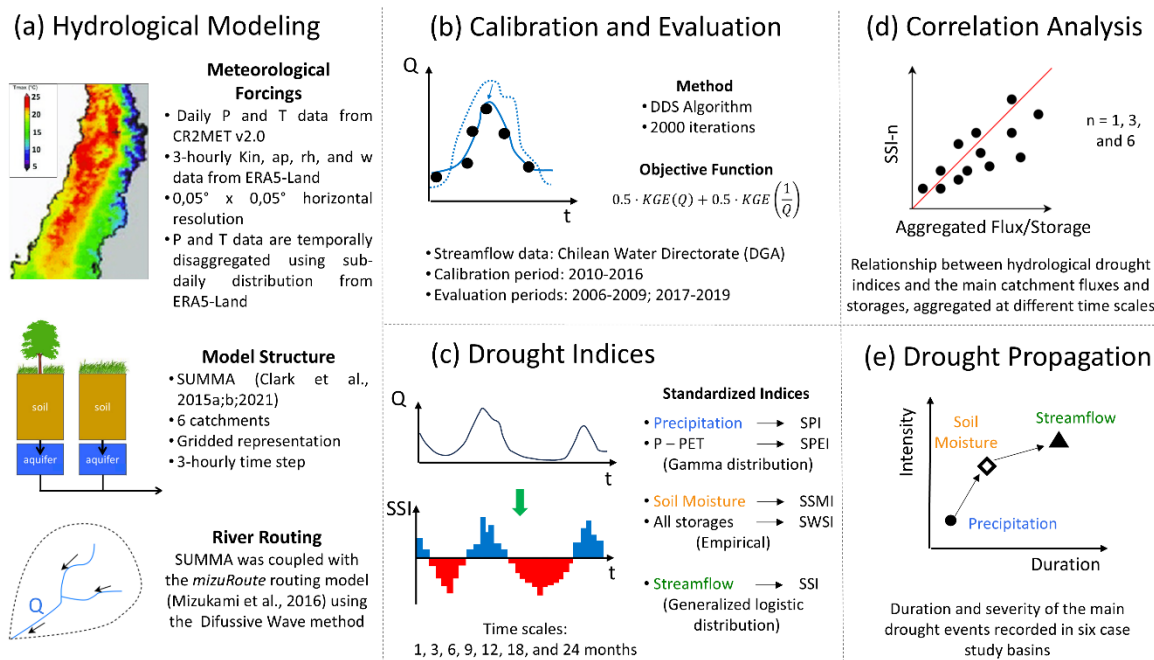 (a) Hydrological Modeling
Tmax (°C)
25
20
15
10
5
Meteorological
Forcings
• Daily P and T data from
CR2MET v2.0
• 3-hourly Kin, ap, rh, and w
data from ERA5-Land
• 0,05° x 0,05° horizontal
resolution
• P and T data are temporally
disaggregated using sub-
daily distribution from
ERA5-Land
soil
soil
aquifer
aquifer
Model Structure
• SUMMA (Clark et al.,
2015a;b;2021)
• 6 catchments
• Gridded representation
• 3-hourly time step
Q
River Routing
SUMMA was coupled with
the mizuRoute routing model
(Mizukami et al., 2016) using
the Difussive Wave method
(b) Calibration and Evaluation
Q
t
Method
• DDS Algorithm
• 2000 iterations
Objective Function
0.5 · KGE(Q) + 0.5 · KGE (1/Q)
• Streamflow data: Chilean Water Directorate (DGA)
• Calibration period: 2010-2016
• Evaluation periods: 2006-2009; 2017-2019
(c) Drought Indices
Q
t
SSI
t
Time scales:
1, 3, 6, 9, 12, 18, and 24 months
Standardized Indices
• Precipitation → SPI
• P – PET → SPEI
(Gamma distribution)
• Soil Moisture → SSMI
• All storages → SWSI
(Empirical)
• Streamflow → SSI
(Generalized logistic
distribution)
(d) Correlation Analysis
SSI-n
n = 1, 3,
and 6
Aggregated Flux/Storage
Relationship between hydrological drought
indices and the main catchment fluxes and
storages, aggregated at different time scales
(e) Drought Propagation
Intensity
Soil
Moisture
Streamflow
Precipitation
Duration
Duration and severity of the main
drought events recorded in six case
study basins